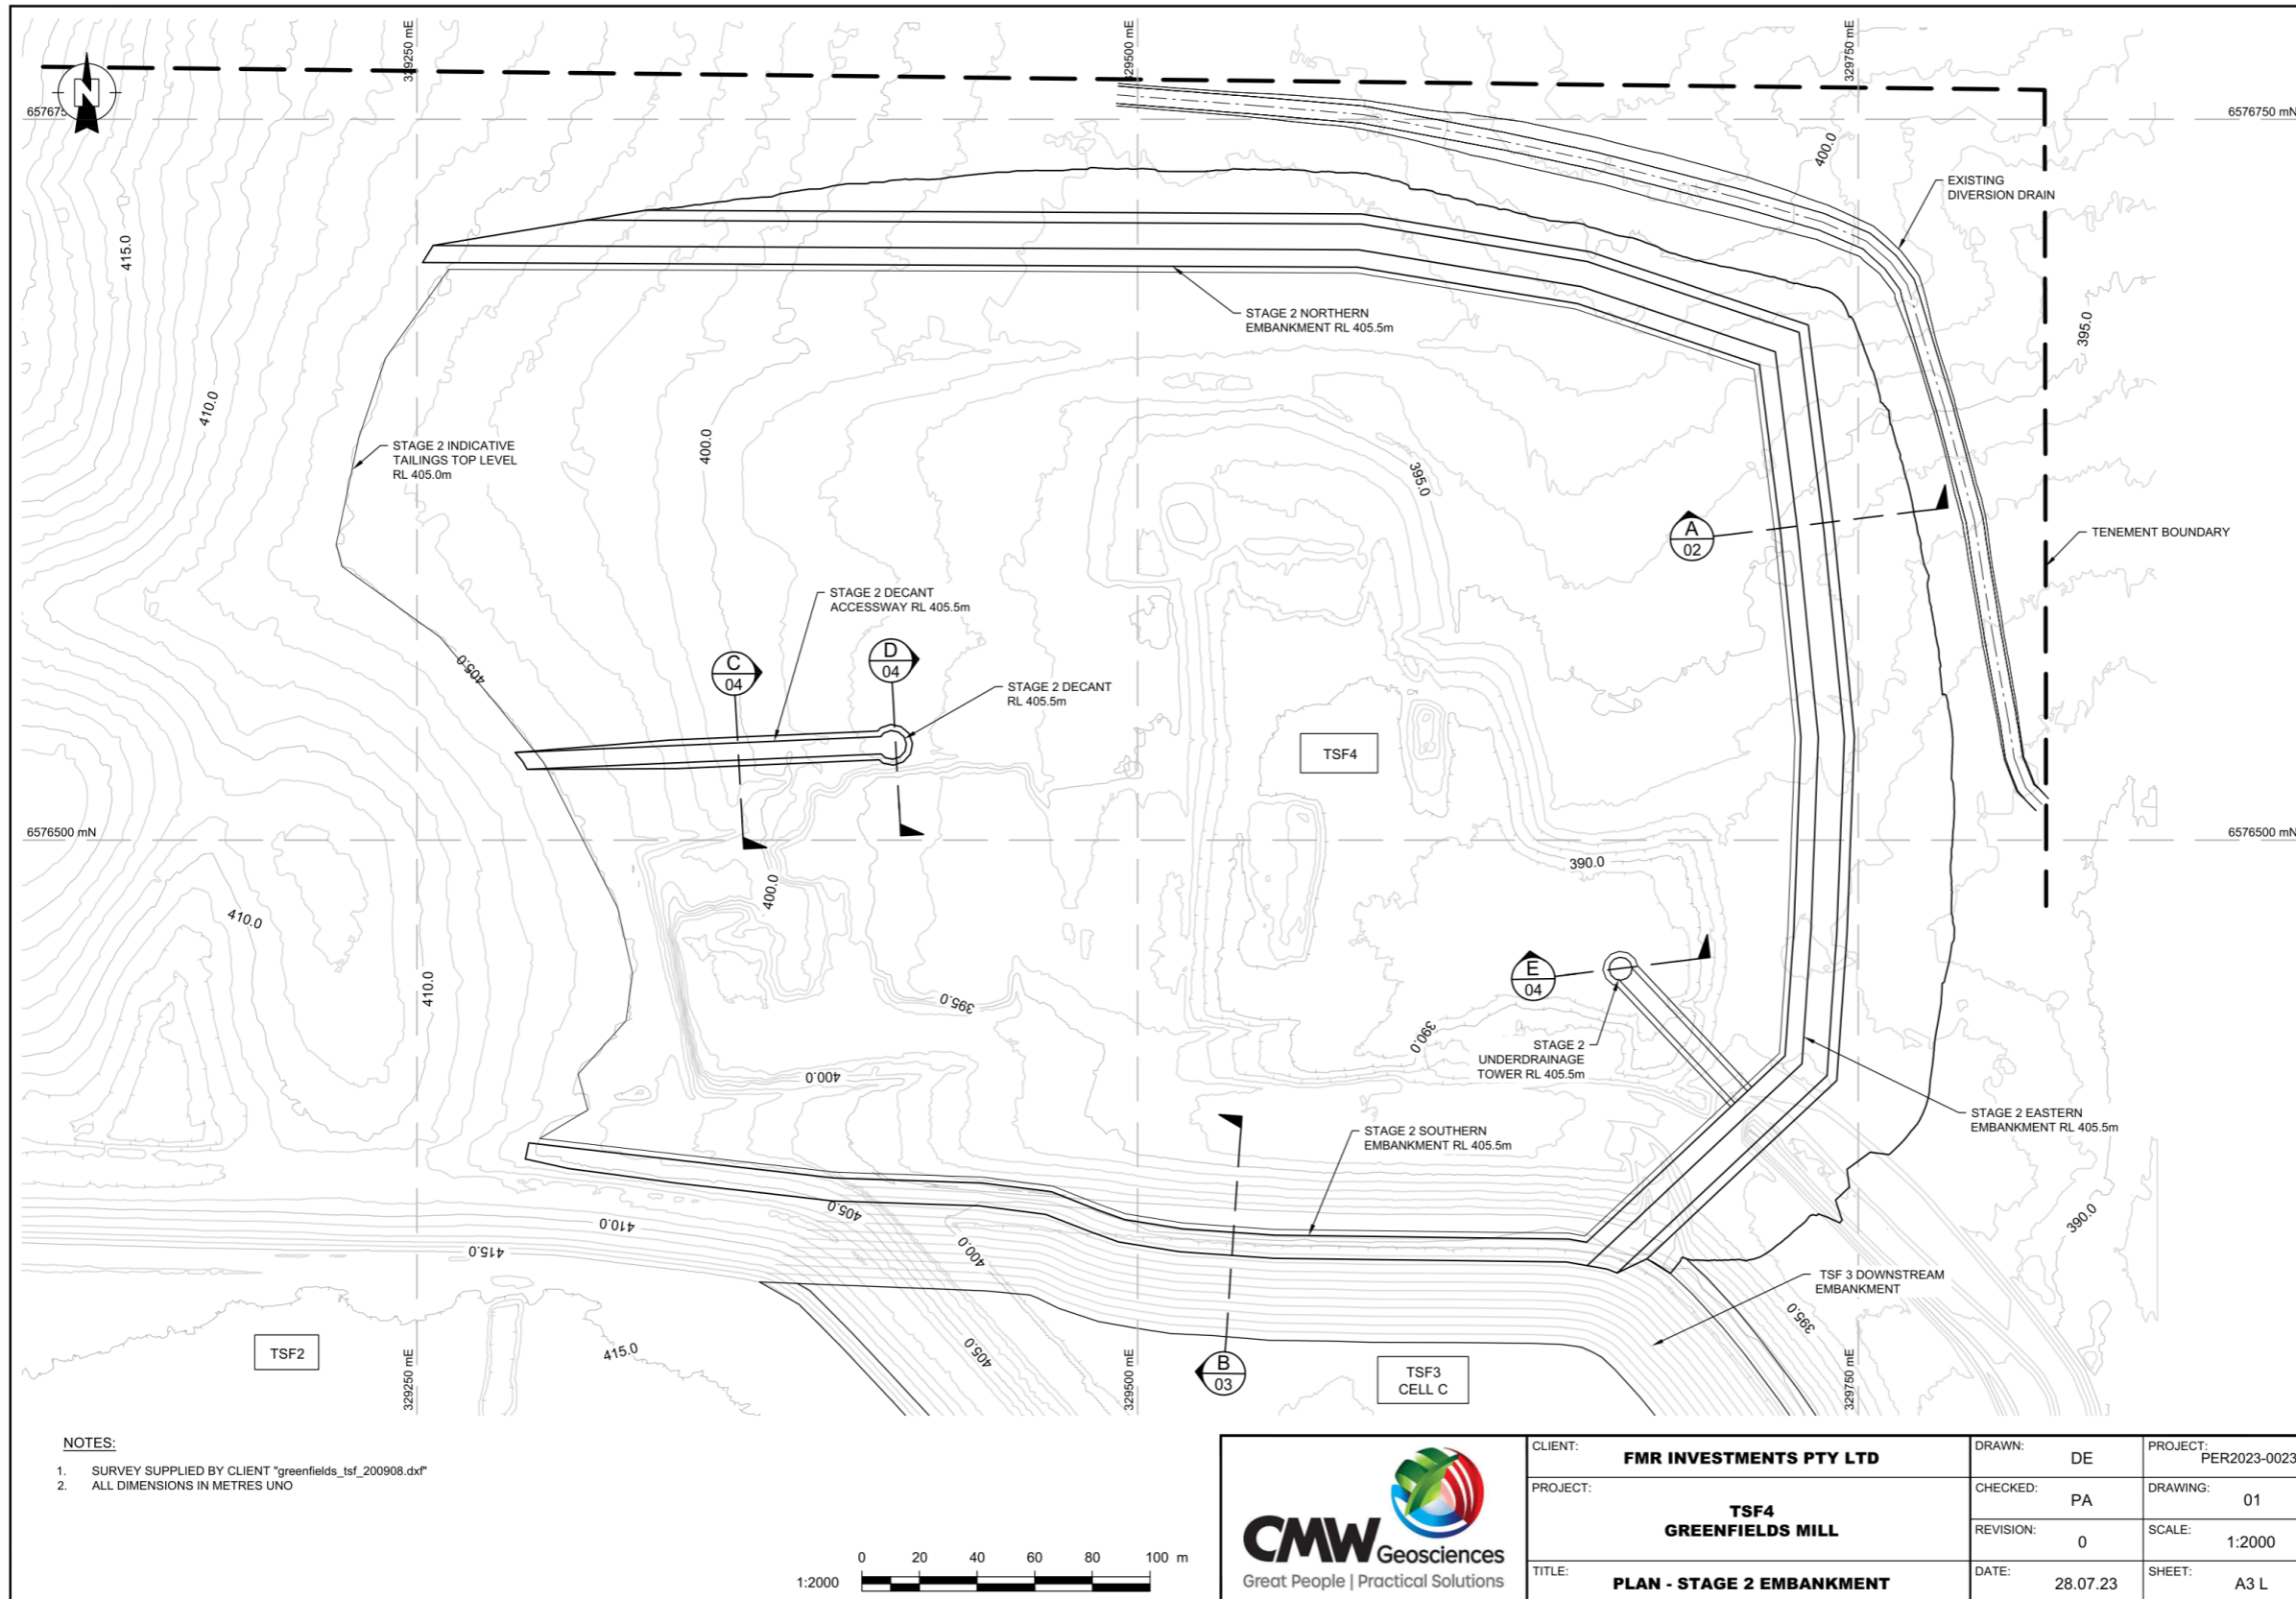 329250 mE
329500 mE
329750 mE
N
657675
6576750 mN
400.0
EXISTING
DIVERSION DRAIN
415.0
STAGE 2 NORTHERN
EMBANKMENT RL 405.5m
395.0
410.0
STAGE 2 INDICATIVE
TAILINGS TOP LEVEL
RL 405.0m
400.0
395.0
A
02
TENEMENT BOUNDARY
STAGE 2 DECANT
ACCESSWAY RL 405.5m
405.0
C
04
D
04
STAGE 2 DECANT
RL 405.5m
TSF4
6576500 mN
6576500 mN
390.0
400.0
410.0
410.0
395.0
E
04
390.0
STAGE 2
UNDERDRAINAGE
TOWER RL 405.5m
400.0
STAGE 2 EASTERN
EMBANKMENT RL 405.5m
STAGE 2 SOUTHERN
EMBANKMENT RL 405.5m
405.0
410.0
415.0
400.0
390.0
TSF 3 DOWNSTREAM
EMBANKMENT
395.0
TSF2
415.0
405.0
B
03
TSF3
CELL C
329250 mE
329500 mE
329750 mE
NOTES:
1. SURVEY SUPPLIED BY CLIENT "greenfields_tsf_200908.dxf"
2. ALL DIMENSIONS IN METRES UNO
0 20 40 60 80 100 m
1:2000
CMW Geosciences
Great People | Practical Solutions
CLIENT: FMR INVESTMENTS PTY LTD
PROJECT:
TSF4
GREENFIELDS MILL
TITLE: PLAN - STAGE 2 EMBANKMENT
DRAWN: DE
PROJECT: PER2023-0023
CHECKED: PA
DRAWING: 01
REVISION: 0
SCALE: 1:2000
DATE: 28.07.23
SHEET: A3 L